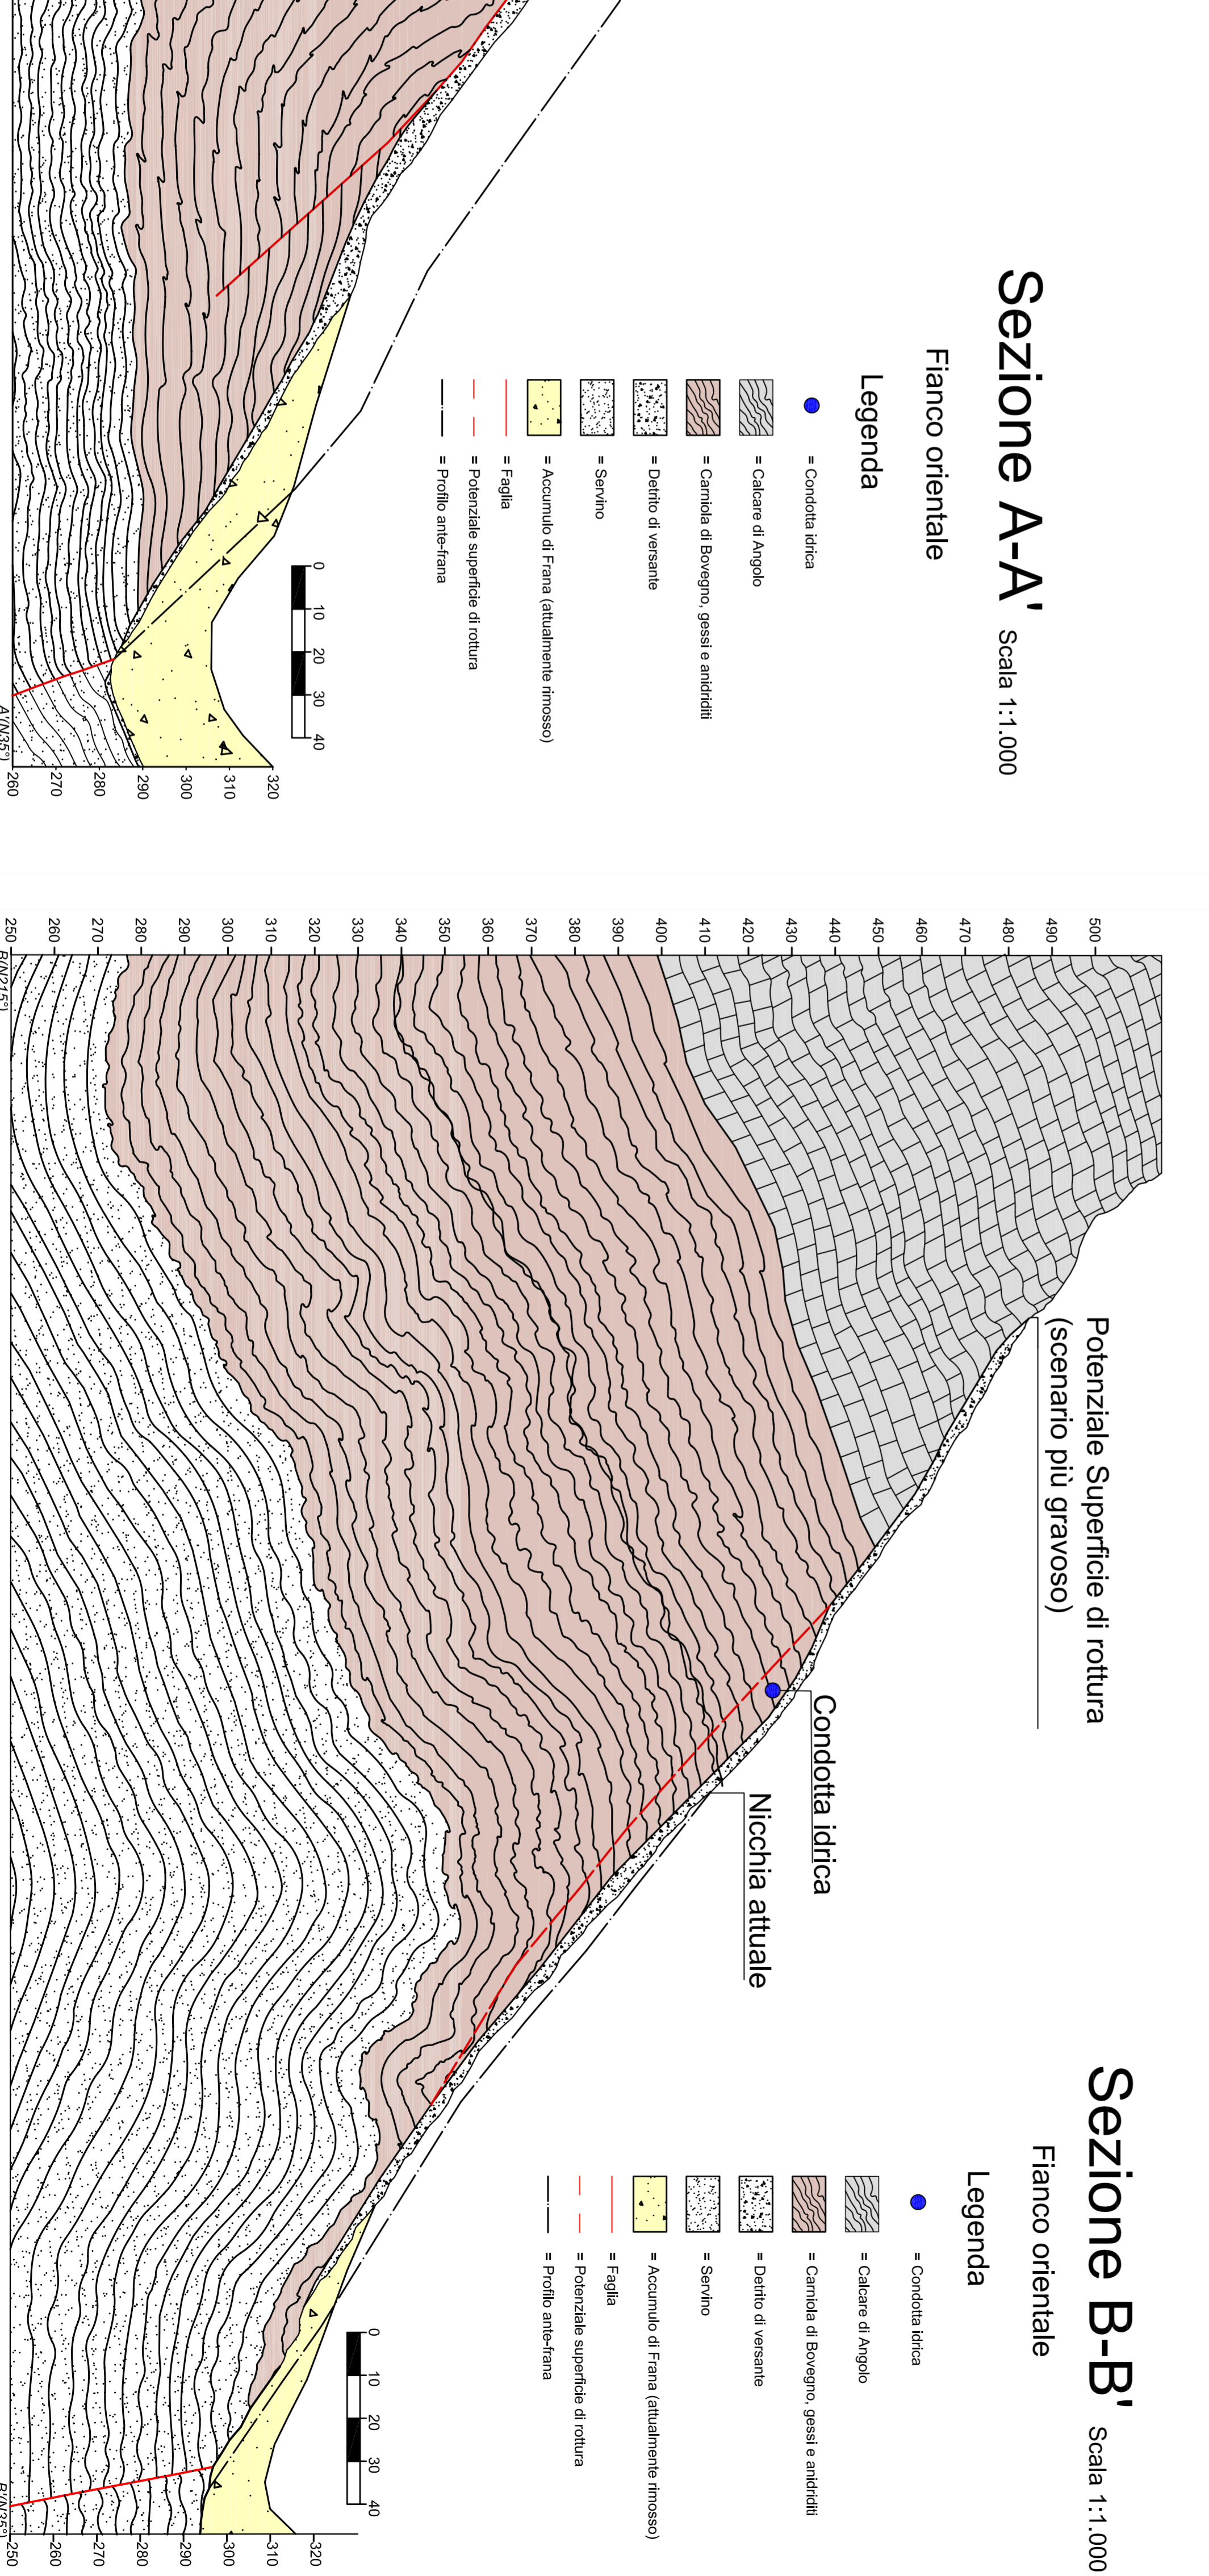 Sezione A-A' Scala 1:1.000
Fianco orientale
Legenda
= Condotta idrica
= Calcare di Angolo
= Carniola di Bovegno, gessi e anidriditi
= Detrito di versante
= Servino
= Accumulo di Frana (attualmente rimosso)
= Faglia
= Potenziale superficie di rottura
= Profilo ante-frana
0 10 20 30 40
320
310
300
290
280
270
260
A'(N35°)
Sezione B-B' Scala 1:1.000
Fianco orientale
Potenziale Superficie di rottura
(scenario più gravoso)
Condotta idrica
Nicchia attuale
Legenda
= Condotta idrica
= Calcare di Angolo
= Carniola di Bovegno, gessi e anidriditi
= Detrito di versante
= Servino
= Accumulo di Frana (attualmente rimosso)
= Faglia
= Potenziale superficie di rottura
= Profilo ante-frana
0 10 20 30 40
500
490
480
470
460
450
440
430
420
410
400
390
380
370
360
350
340
330
320
310
300
290
280
270
260
250
B(N215°)
320
310
300
290
280
270
260
250
B'(N35°)